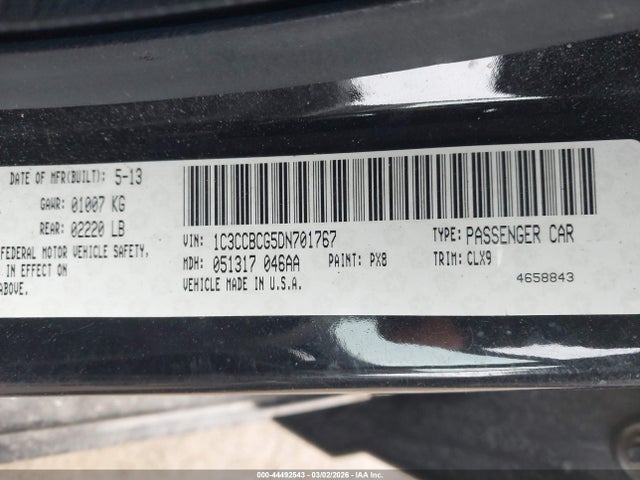 DATE OF MFR(BUILT): 5-13
GAWR: 01007 KG
REAR: 02220 LB
FEDERAL MOTOR VEHICLE SAFETY,
IN EFFECT ON
ABOVE.
VIN: 1C3CCBCG5DN701767
TYPE: PASSENGER CAR
MDH: 051317 046AA
PAINT: PX8
TRIM: CLX9
VEHICLE MADE IN U.S.A.
4658843
000-44492543 | 03/02/2026 - IAA Inc.